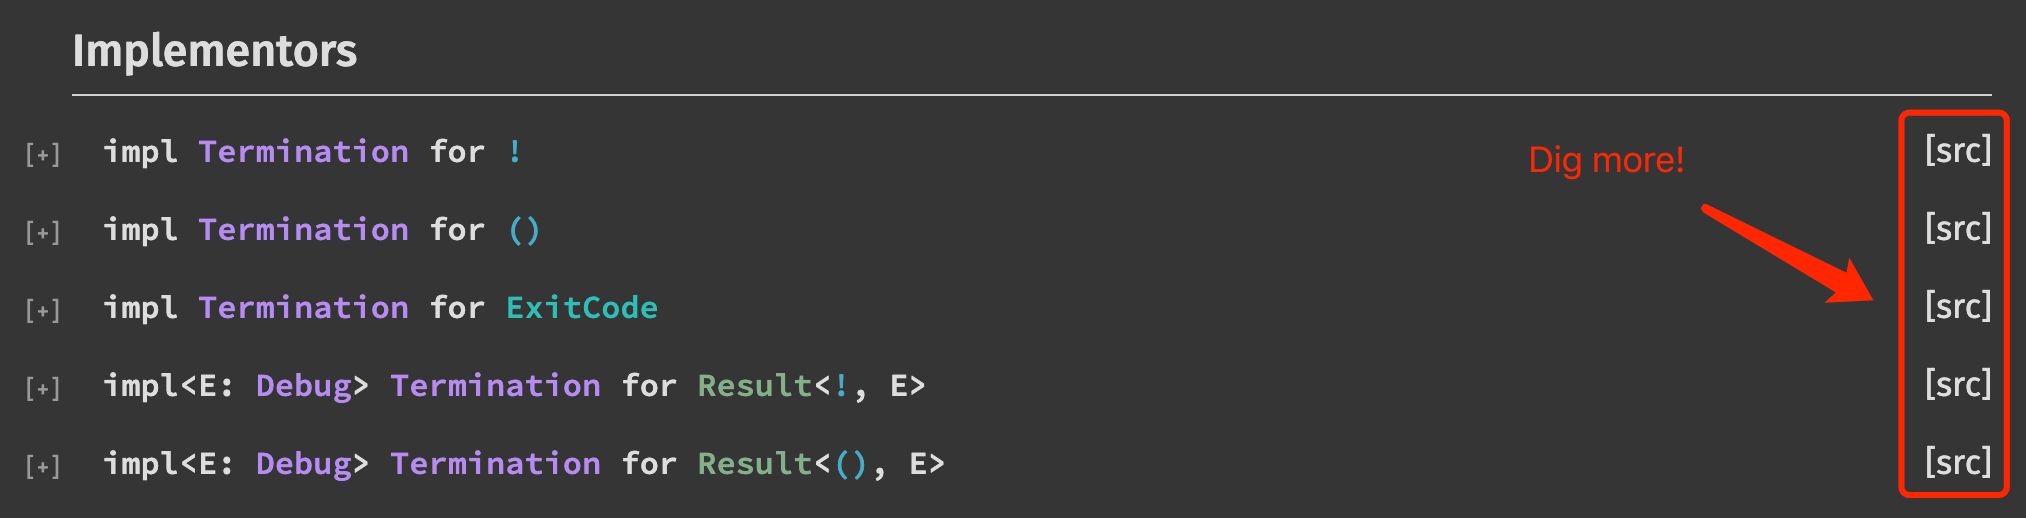 Implementors
[+] impl Termination for ! [src]
Dig more!
[+] impl Termination for () [src]
[+] impl Termination for ExitCode [src]
[+] impl<E: Debug> Termination for Result<!, E> [src]
[+] impl<E: Debug> Termination for Result<(), E> [src]